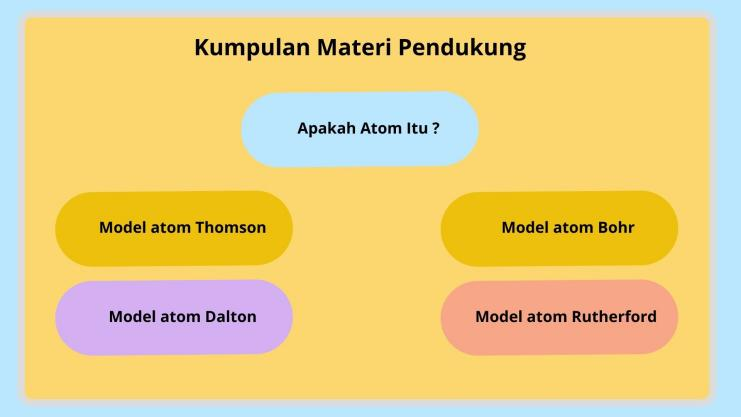 Kumpulan Materi Pendukung
Apakah Atom Itu ?
Model atom Thomson
Model atom Bohr
Model atom Dalton
Model atom Rutherford